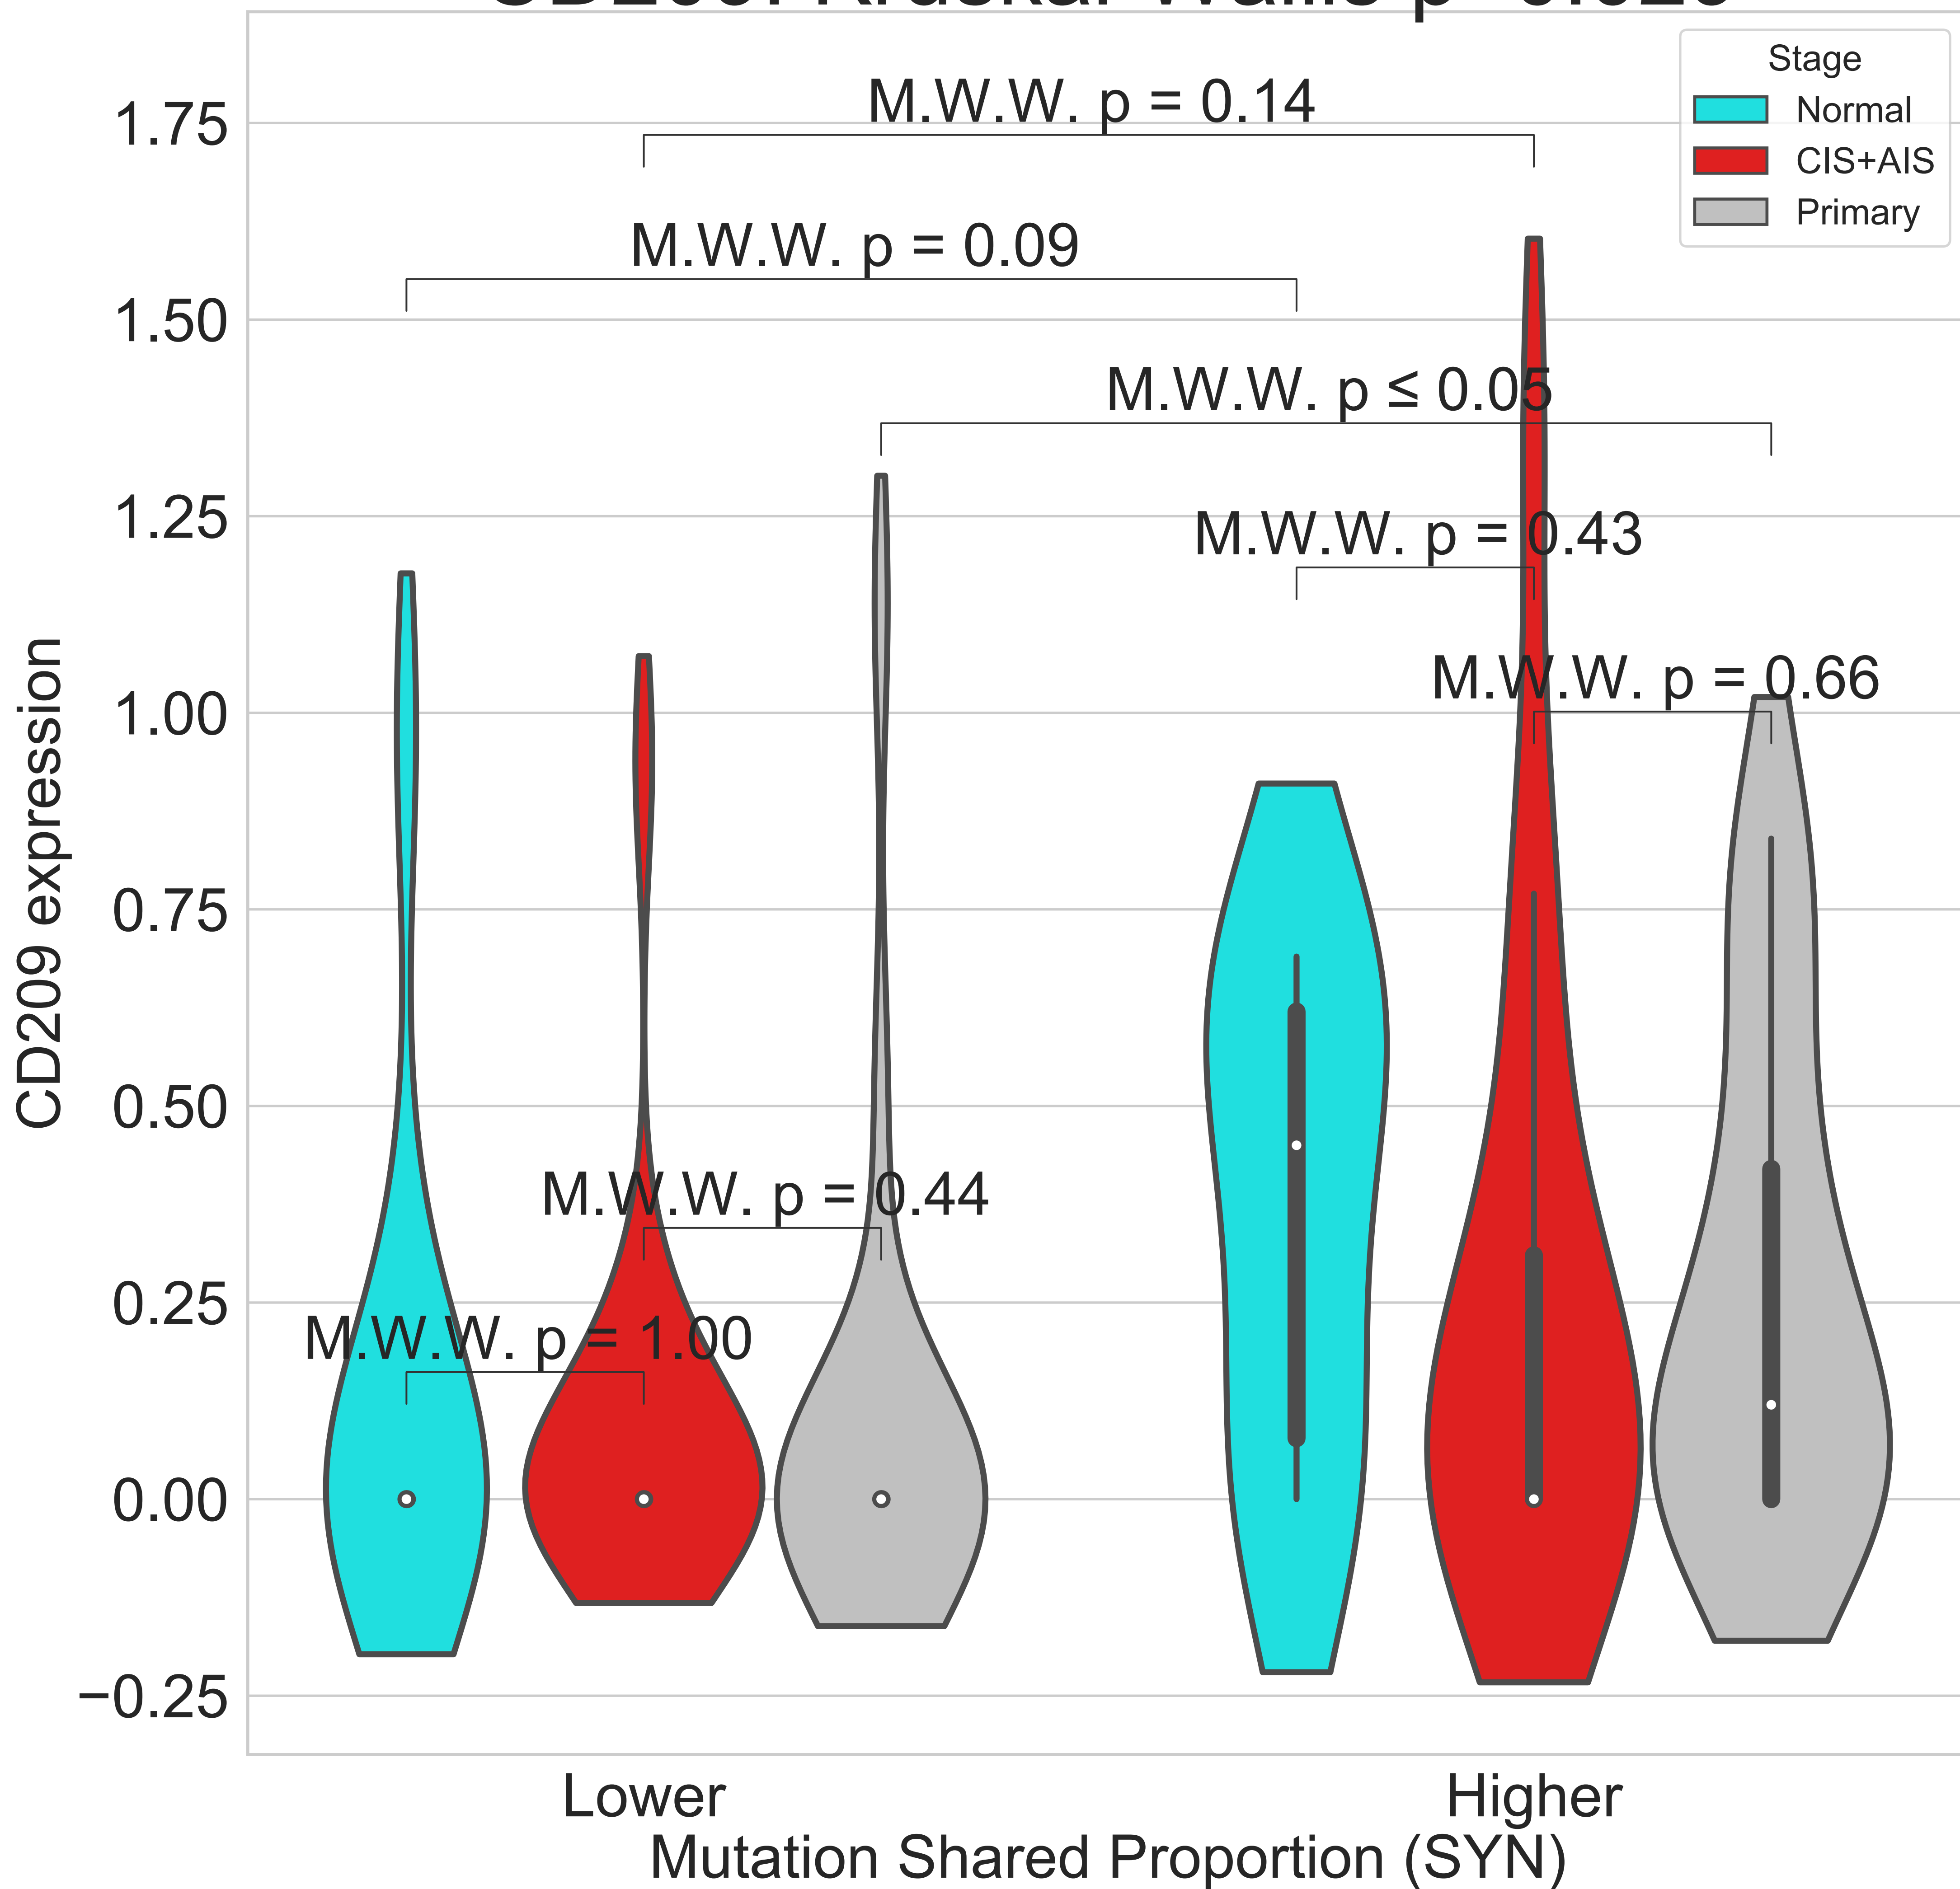 Stage
Normal
CIS+AIS
Primary
M.W.W. p = 0.14
M.W.W. p = 0.09
M.W.W. p ≤ 0.05
M.W.W. p = 0.43
M.W.W. p = 0.66
M.W.W. p = 0.44
M.W.W. p = 1.00
1.75
1.50
1.25
1.00
0.75
0.50
0.25
0.00
−0.25
CD209 expression
Lower
Higher
Mutation Shared Proportion (SYN)